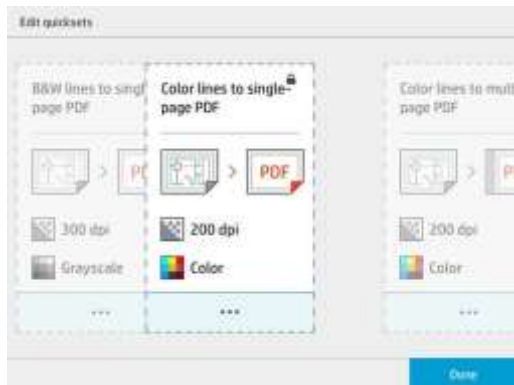 Edit quicksets
B&W lines to singl
page PDF
PD
300 dpi
Grayscale
...
Color lines to single-
page PDF
PDF
200 dpi
Color
...
Color lines to mult
page PDF
P
200 dpi
Color
...
Done